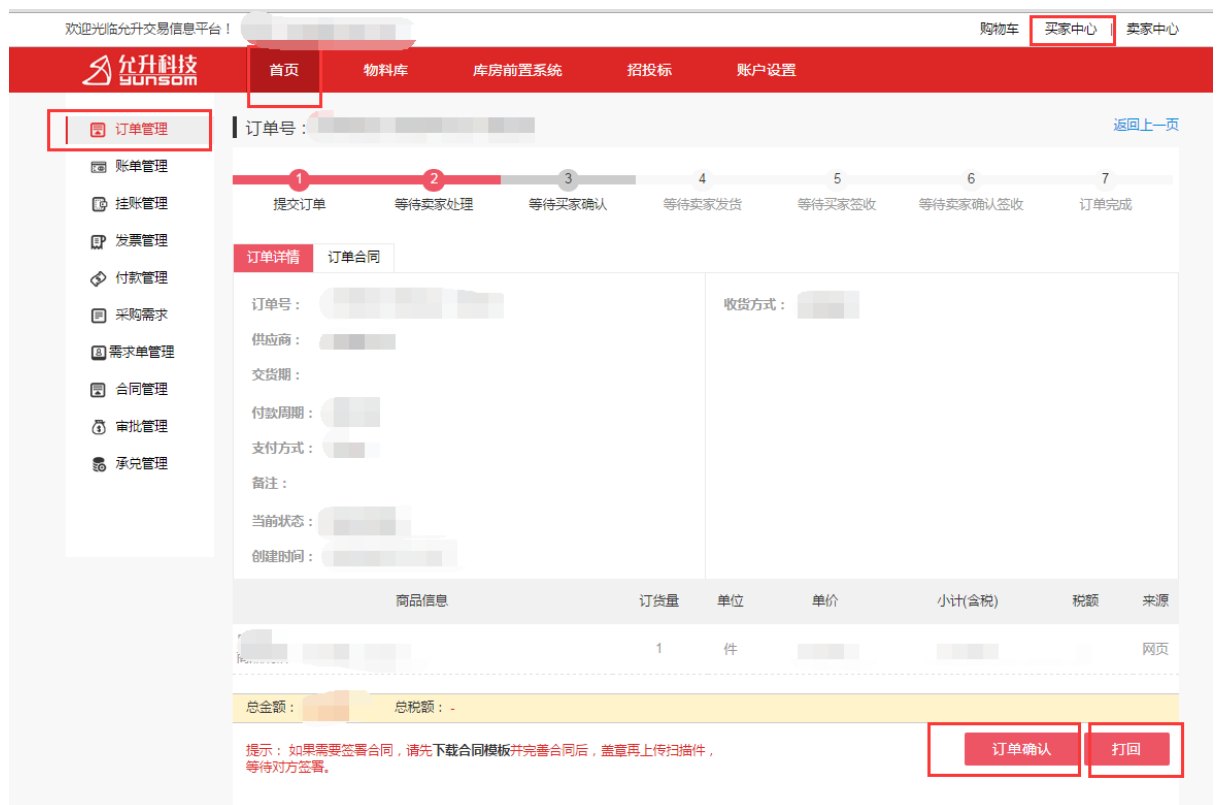 欢迎光临允升交易信息平台！
购物车 买家中心 | 卖家中心
允升科技
yunsom
首页 物料库 库房前置系统 招投标 账户设置
订单管理
账单管理
挂账管理
发票管理
付款管理
采购需求
需求单管理
合同管理
审批管理
承兑管理
订单号：
返回上一页
1 2 3 4 5 6 7
提交订单 等待卖家处理 等待买家确认 等待卖家发货 等待买家签收 等待卖家确认签收 订单完成
订单详情 订单合同
订单号：
收货方式：
供应商：
交货期：
付款周期：
支付方式：
备注：
当前状态：
创建时间：
商品信息 订货量 单位 单价 小计(含税) 税额 来源
1 件 网页
总金额： 总税额：-
提示： 如果需要签署合同，请先下载合同模板并完善合同后，盖章再上传扫描件，
等待对方签署。
订单确认 打回